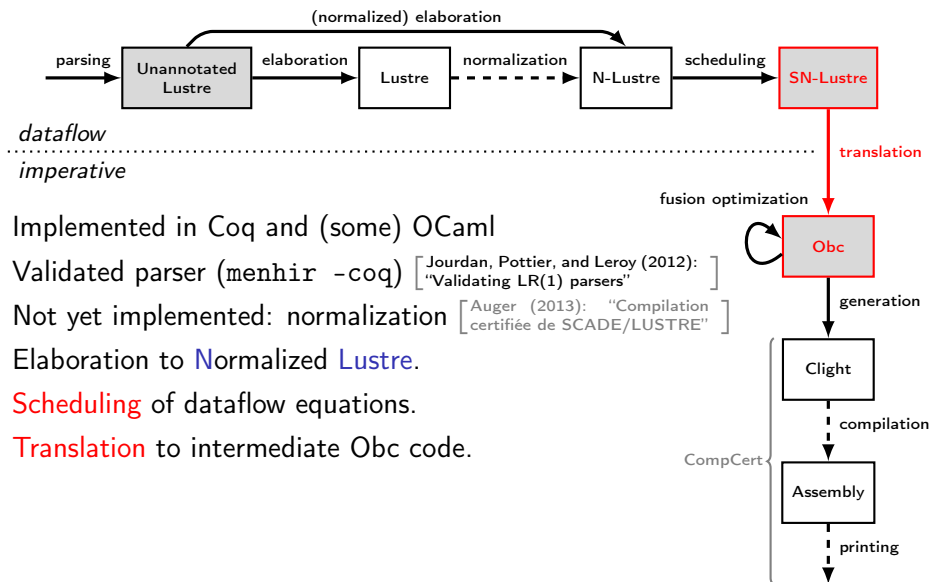 (normalized) elaboration
parsing
Unannotated
Lustre
elaboration
Lustre
normalization
N-Lustre
scheduling
SN-Lustre
dataflow
imperative
translation
fusion optimization
Obc
Implemented in Coq and (some) OCaml
Validated parser (menhir -coq) [Jourdan, Pottier, and Leroy (2012):
"Validating LR(1) parsers"]
Not yet implemented: normalization [Auger (2013): "Compilation
certifiée de SCADE/LUSTRE"]
Elaboration to Normalized Lustre.
Scheduling of dataflow equations.
Translation to intermediate Obc code.
generation
Clight
compilation
CompCert
Assembly
printing